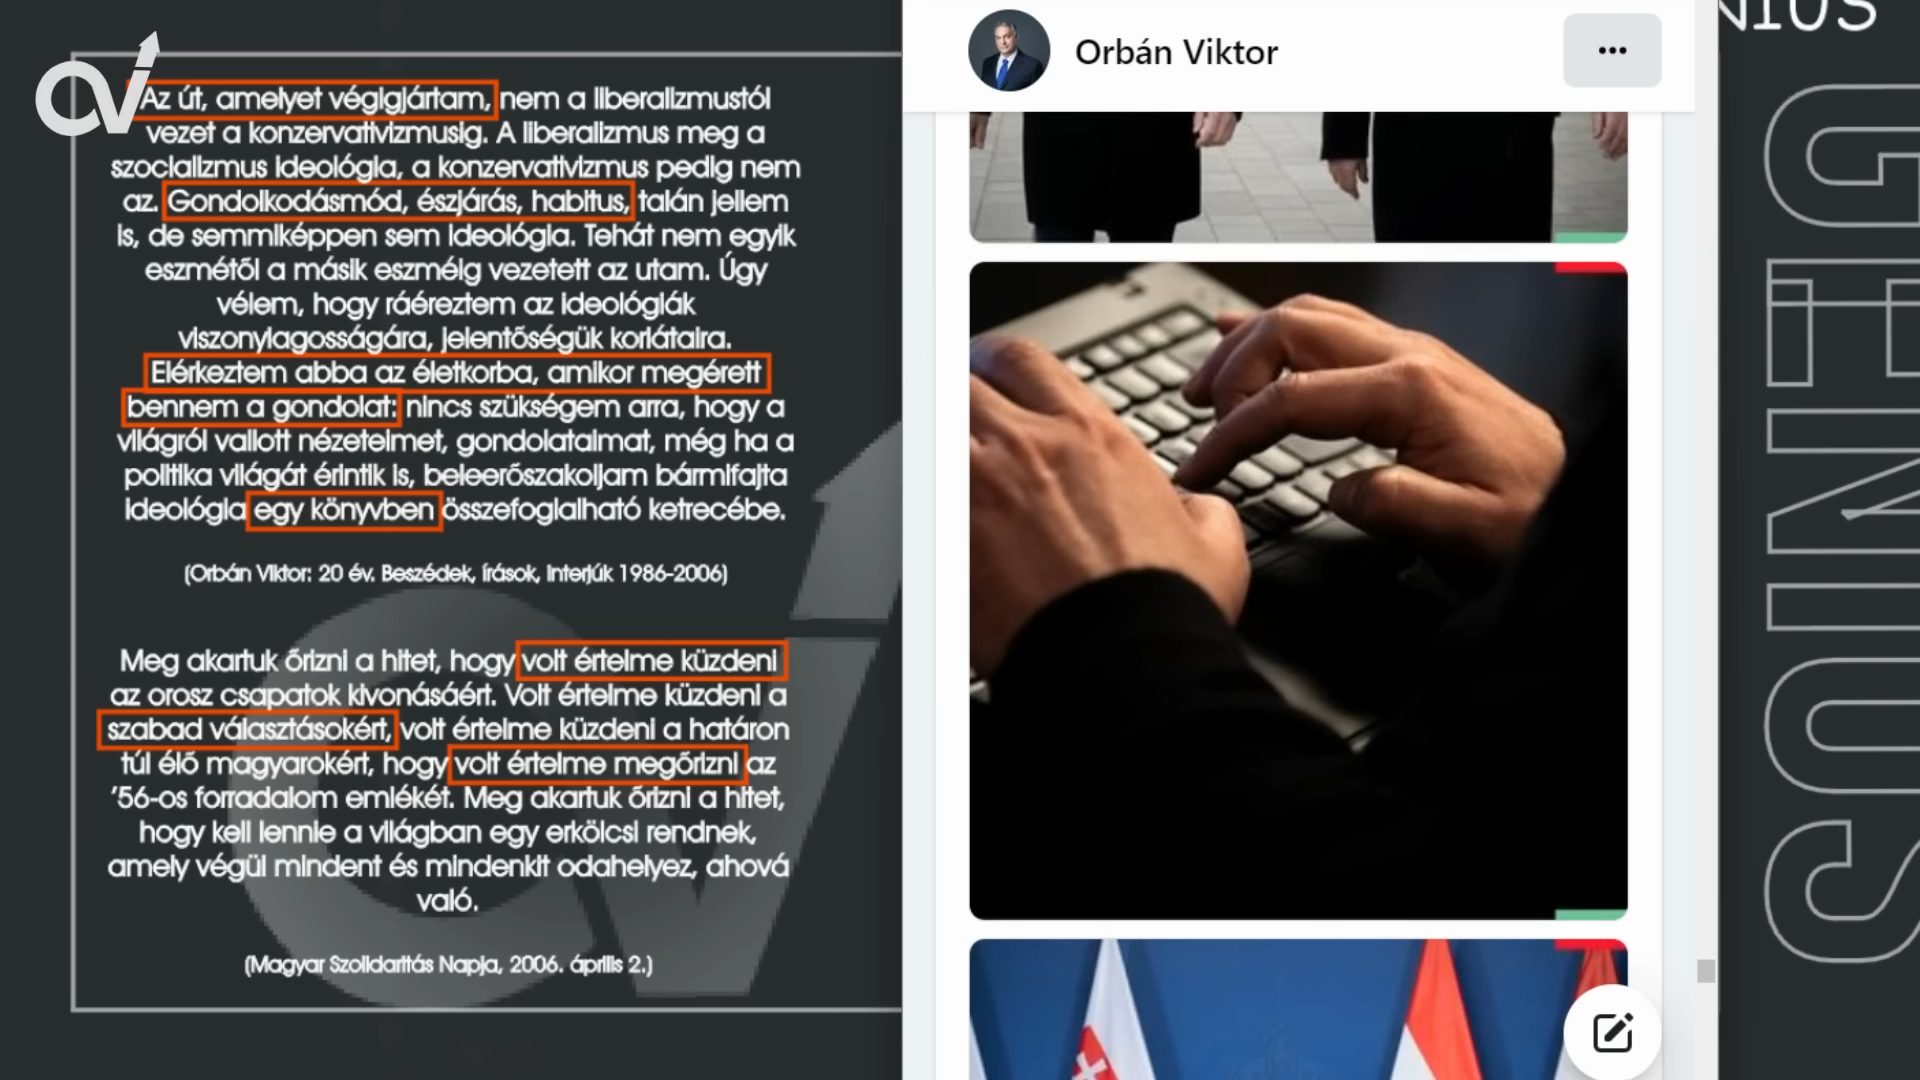 Az út, amelyet végigjártam, nem a liberalizmustól
vezet a konzervativizmusig. A liberalizmus meg a
szocializmus ideológia, a konzervativizmus pedig nem
az. Gondolkodásmód, észjárás, habitus, talán jellem
is, de semmiképpen sem ideológia. Tehát nem egyik
eszmétől a másik eszméig vezetett az utam. Úgy
vélem, hogy ráéreztem az ideológiák
viszonylagosságára, jelentőségük korlátaira.
Elérkeztem abba az életkorba, amikor megérett
bennem a gondolat: nincs szükségem arra, hogy a
világról vallott nézeteimet, gondolataimat, még ha a
politika világát érintik is, beleerőszakoljam bármifajta
ideológia egy könyvben összefoglalható ketrecébe.
(Orbán Viktor: 20 év. Beszédek, írások, interjúk 1986-2006)
Meg akartuk őrizni a hitet, hogy volt értelme küzdeni
az orosz csapatok kivonásáért. Volt értelme küzdeni a
szabad választásokért, volt értelme küzdeni a határon
túl élő magyarokért, hogy volt értelme megőrizni az
’56-os forradalom emlékét. Meg akartuk őrizni a hitet,
hogy kell lennie a világban egy erkölcsi rendnek,
amely végül mindent és mindenkit odahelyez, ahová
való.
(Magyar Szolidaritás Napja, 2006. április 2.)
Orbán Viktor
NIUS
GENIUS